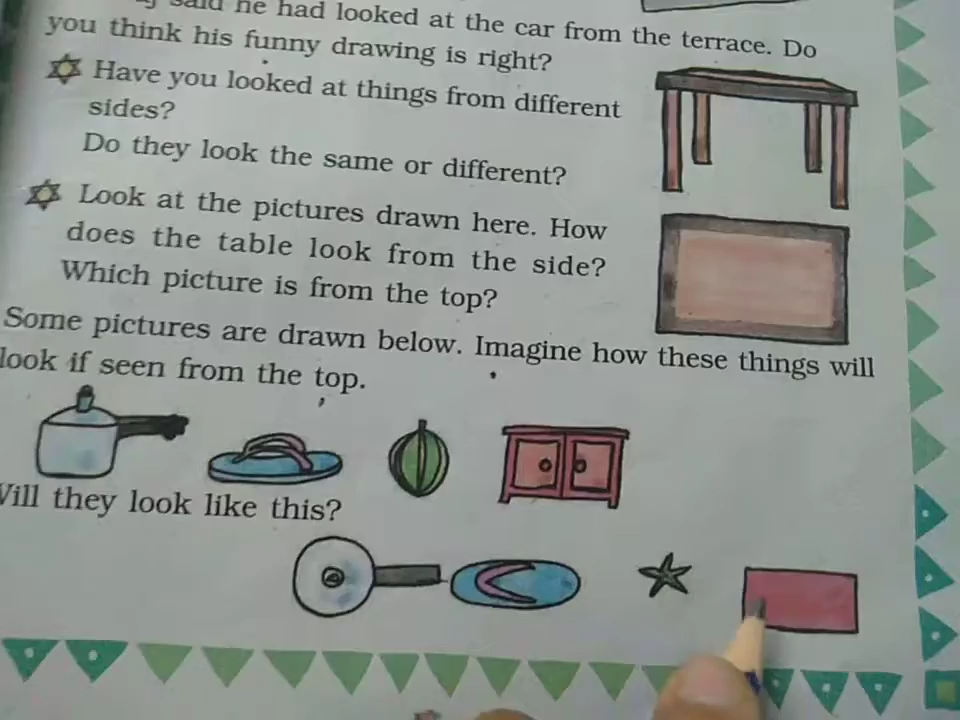 said he had looked at the car from the terrace. Do
you think his funny drawing is right?
Have you looked at things from different
sides?
Do they look the same or different?
Look at the pictures drawn here. How
does the table look from the side?
Which picture is from the top?
Some pictures are drawn below. Imagine how these things will
look if seen from the top.
Will they look like this?